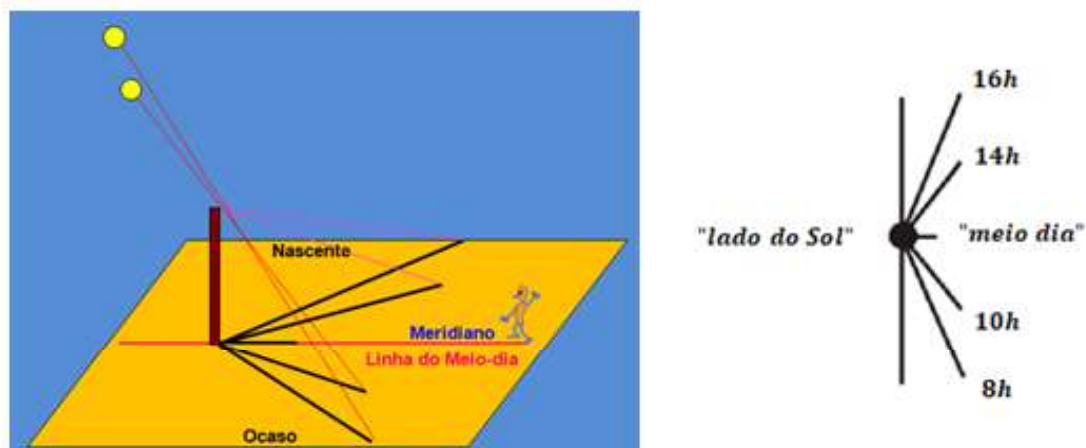 Nascente
Meridiano
Linha do Meio-dia
Ocaso
16h
14h
"lado do Sol"
"meio dia"
10h
8h